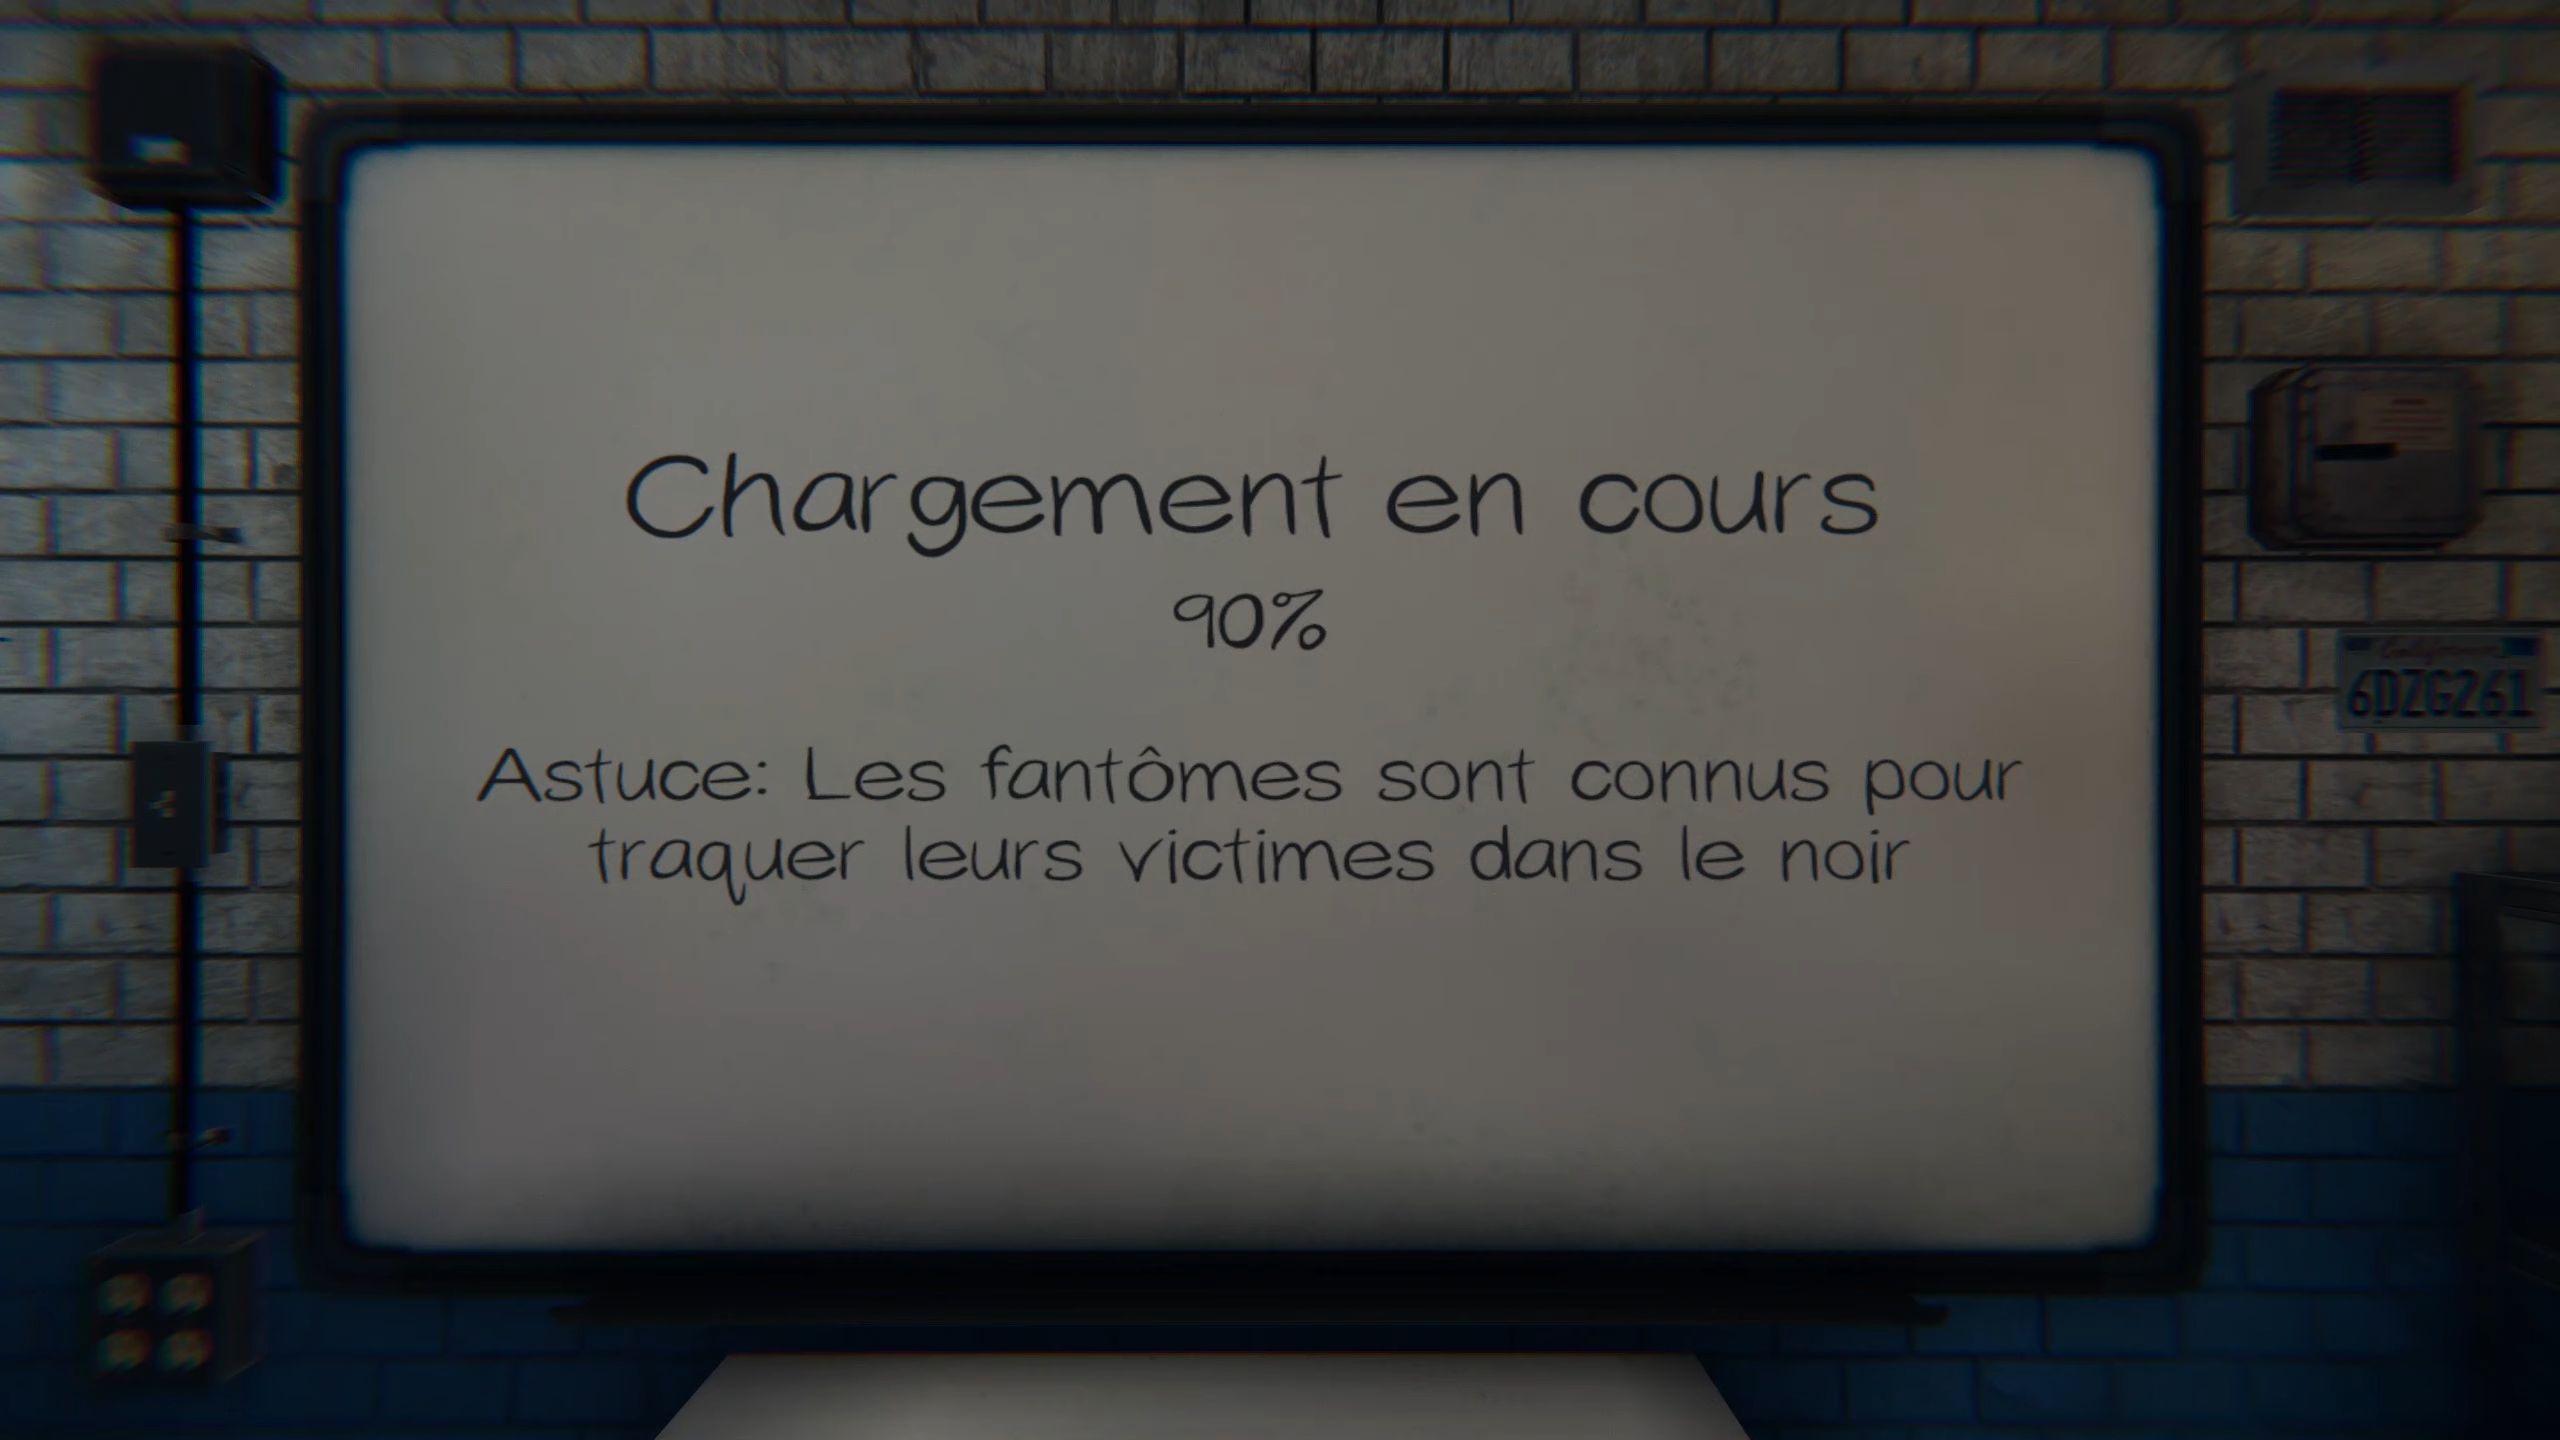 Chargement en cours
90%
Astuce: Les fantômes sont connus pour
traquer leurs victimes dans le noir
6DZG261